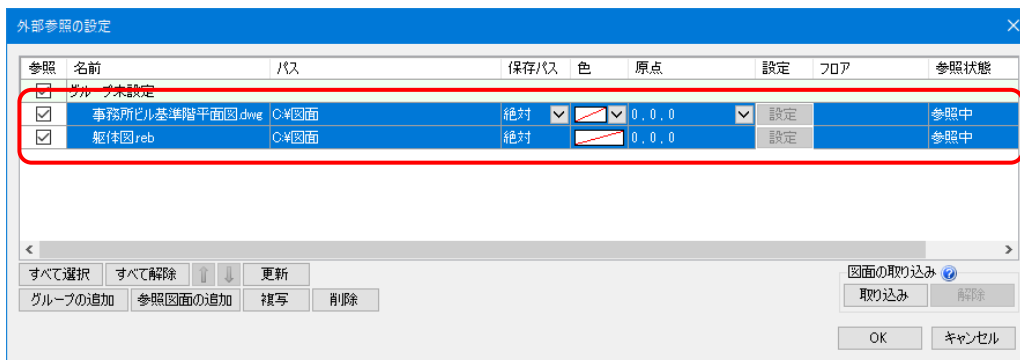 外部参照の設定
参照 名前 パス 保存パス 色 原点 設定 フロア 参照状態
グループ未設定
事務所ビル基準階平面図.dwg C:¥図面 絶対 0, 0, 0 設定 参照中
躯体図.reb C:¥図面 絶対 0, 0, 0 設定 参照中
すべて選択 すべて解除 更新
図面の取り込み
グループの追加 参照図面の追加 複写 削除 取り込み 解除
OK キャンセル